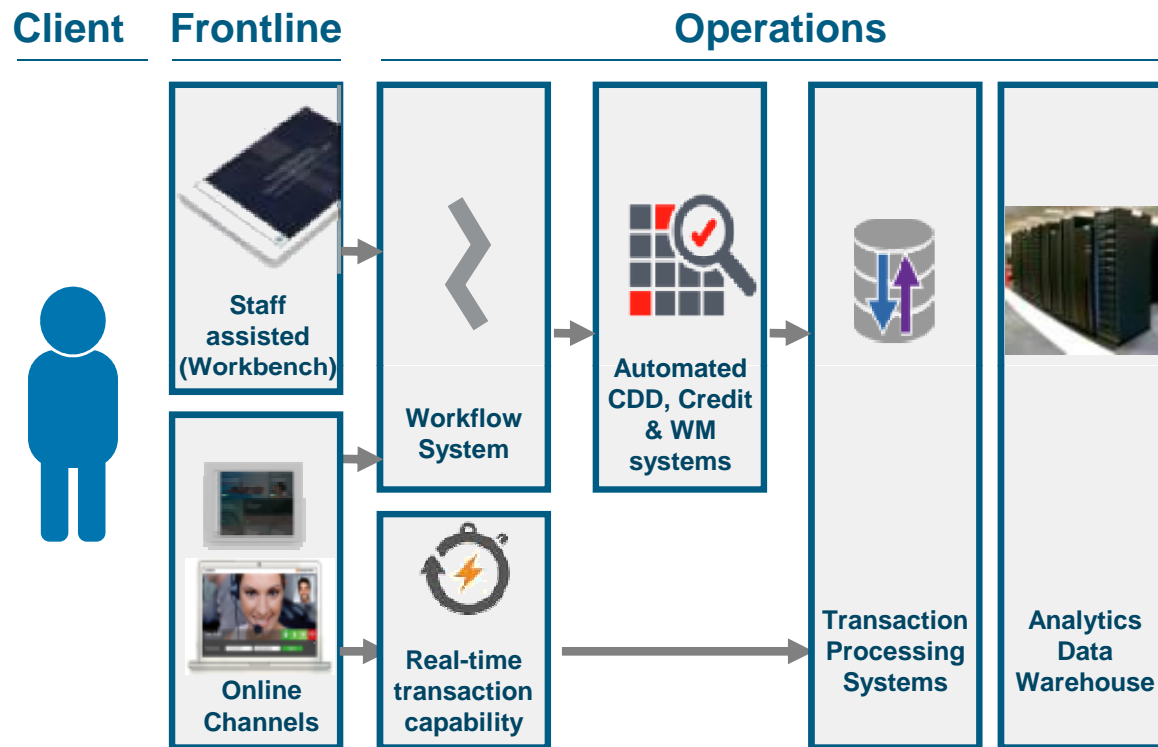 Client
Frontline
Operations
Staff
assisted
(Workbench)
Workflow
System
Automated
CDD, Credit
& WM
systems
Online
Channels
Real-time
transaction
capability
Transaction
Processing
Systems
Analytics
Data
Warehouse